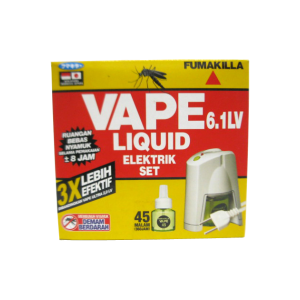 FUMAKILLA
VAPE 6.1LV
LIQUID
ELEKTRIK
SET
RUANGAN
BEBAS
NYAMUK
± 8 JAM
3X LEBIH
EFEKTIF
DEMAM
BERDARAH
45
MALAM